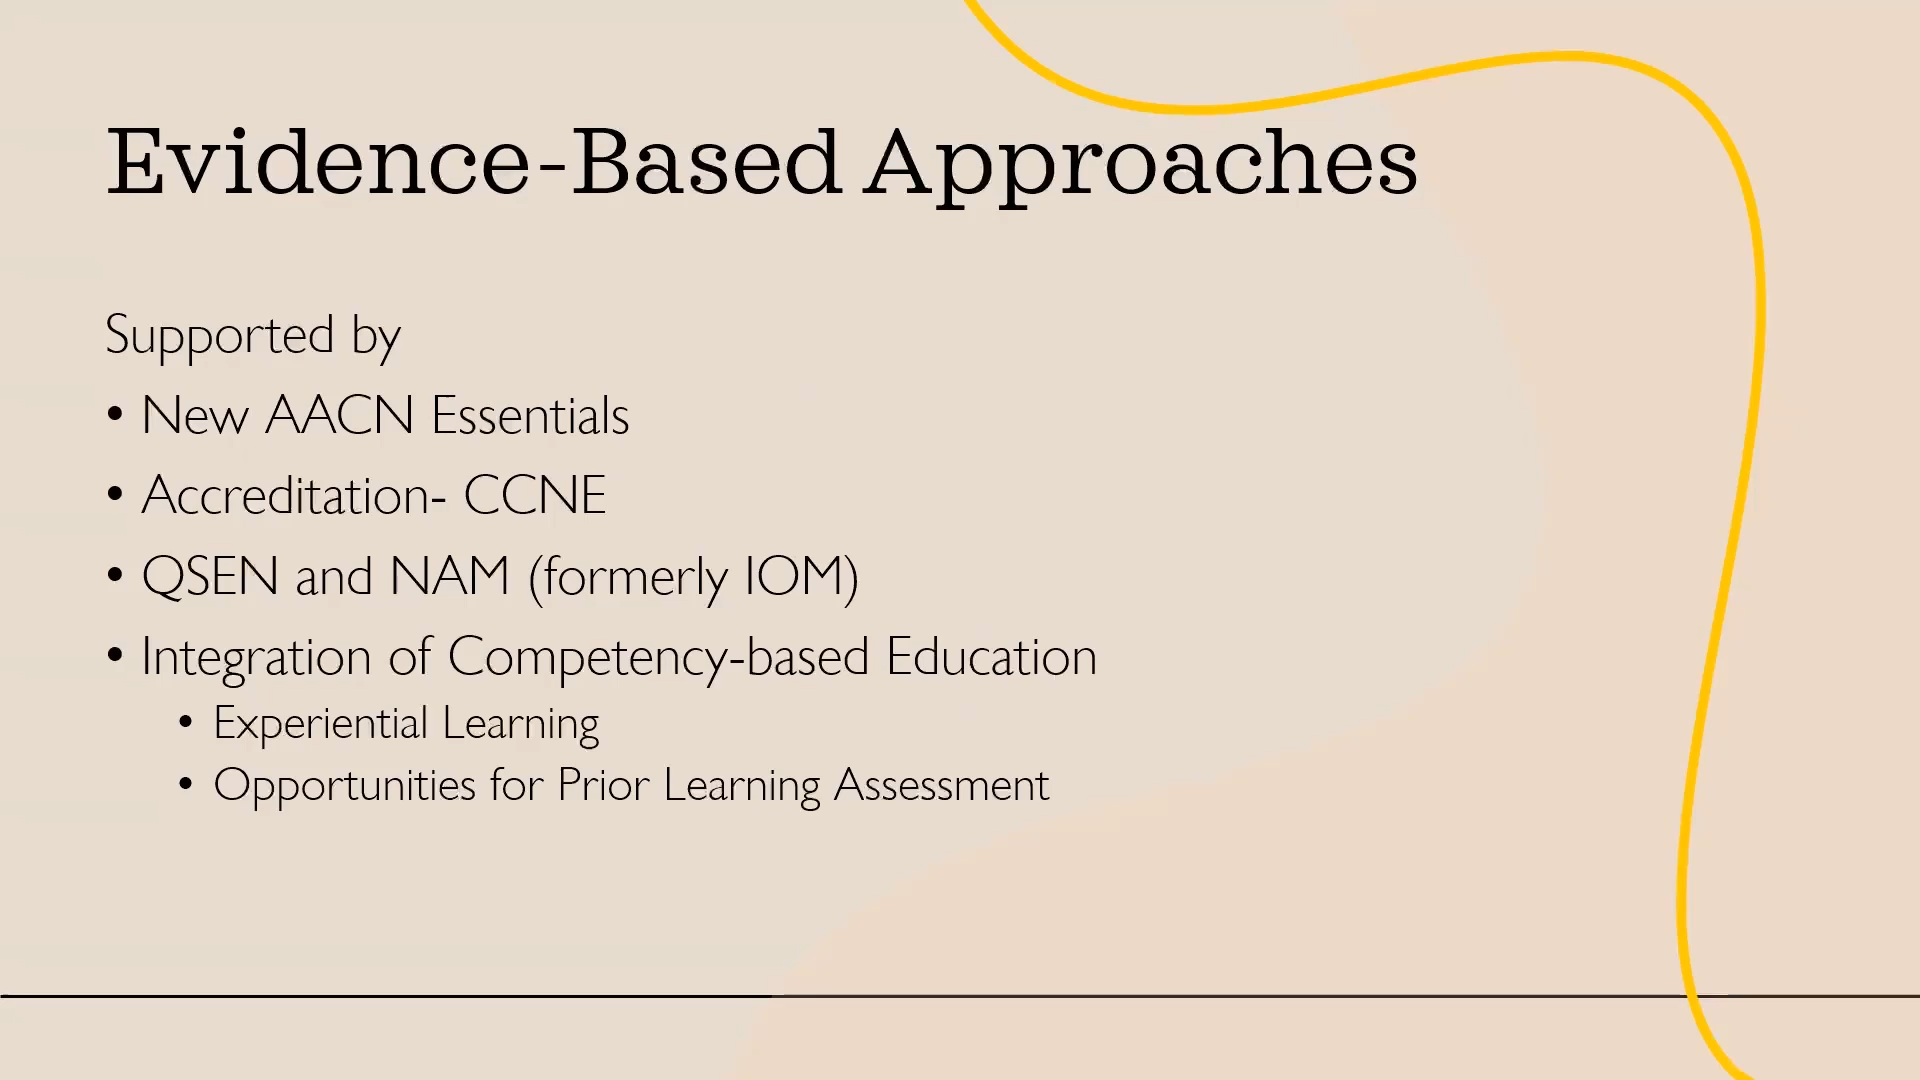 Evidence-Based Approaches
Supported by
• New AACN Essentials
• Accreditation- CCNE
• QSEN and NAM (formerly IOM)
• Integration of Competency-based Education
• Experiential Learning
• Opportunities for Prior Learning Assessment